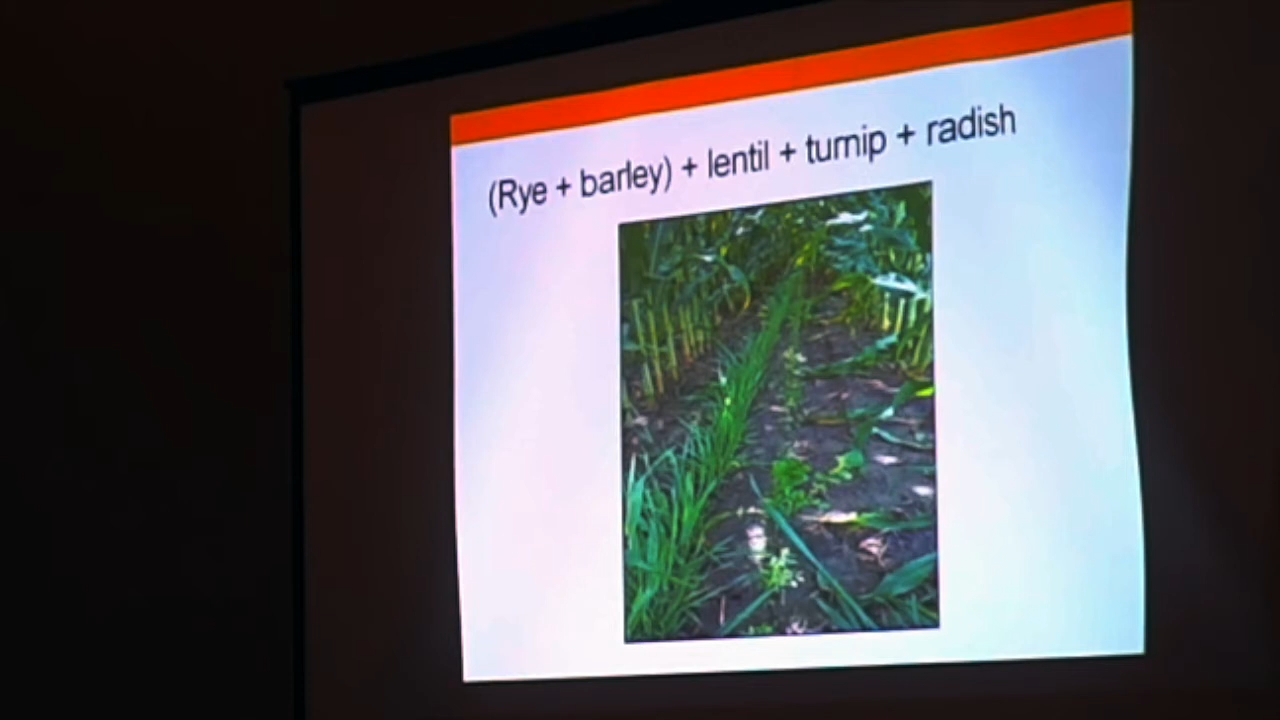 (Rye + barley) + lentil + turnip + radish